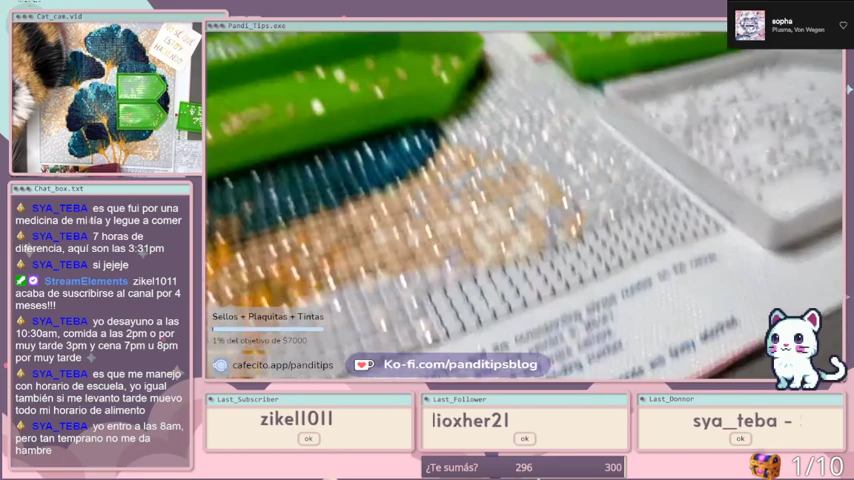 Cat_cam.vid
Pandi_Tips.exe
sopha
Plusma, Von Wegen
NO SÉ QUE
ESTOY
HACIENDO
Chat_box.txt
SYA_TEBA es que fui por una
medicina de mi tía y legue a comer
SYA_TEBA 7 horas de
diferencia, aquí son las 3:31pm
SYA_TEBA si jejeje
StreamElements zikel1011
acaba de suscribirse al canal por 4
meses!!!
SYA_TEBA yo desayuno a las
10:30am, comida a las 2pm o por
muy tarde 3pm y cena 7pm u 8pm
por muy tarde
SYA_TEBA es que me manejo
con horario de escuela, yo igual
también si me levanto tarde muevo
todo mi horario de alimento
SYA_TEBA yo entro a las 8am,
pero tan temprano no me da
hambre
Sellos + Plaquitas + Tintas
1% del objetivo de $7000
cafecito.app/panditips
Ko-fi.com/panditipsblog
Last_Subscriber
zikel1011
ok
Last_Follower
lioxher21
ok
Last_Donnor
sya_teba -
ok
¿Te sumás? 296 300
1/10